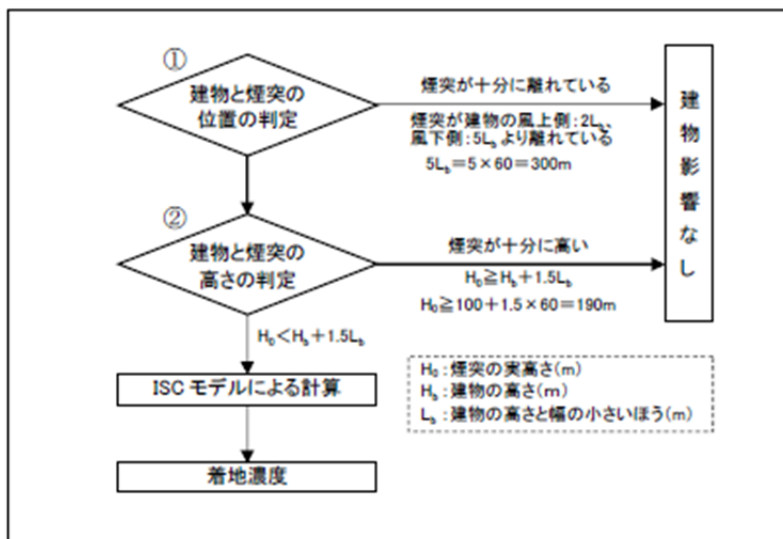 ①
建物と煙突の
位置の判定
煙突が十分に離れている
煙突が建物の風上側:2Lb、
風下側:5Lbより離れている
5Lb=5×60=300m
建物影響なし
②
建物と煙突の
高さの判定
煙突が十分に高い
H0≧Hb+1.5Lb
H0≧100+1.5×60=190m
H0<Hb+1.5Lb
ISCモデルによる計算
着地濃度
H0:煙突の実高さ(m)
Hb:建物の高さ(m)
Lb:建物の高さと幅の小さいほう(m)